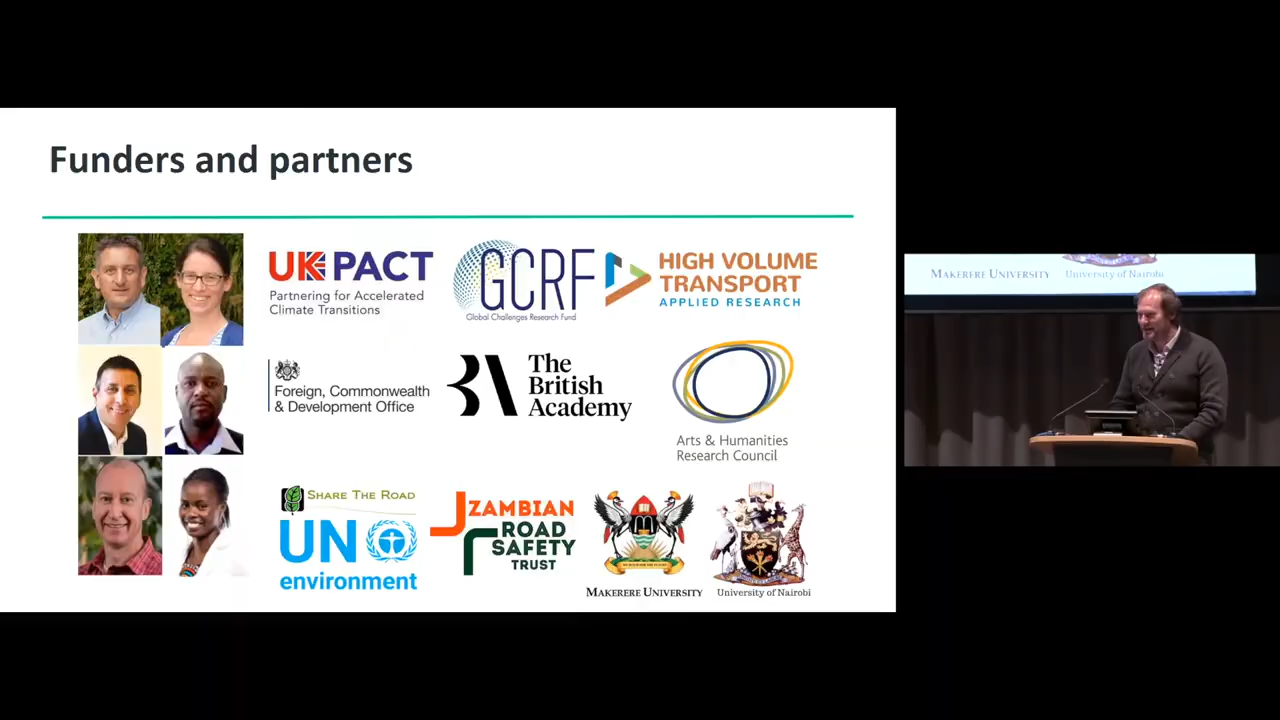 Funders and partners
UK PACT
Partnering for Accelerated
Climate Transitions
GCRF
Global Challenges Research Fund
HIGH VOLUME
TRANSPORT
APPLIED RESEARCH
Foreign, Commonwealth
& Development Office
BA
The
British
Academy
Arts & Humanities
Research Council
SHARE THE ROAD
UN
environment
ZAMBIAN
ROAD
SAFETY
TRUST
MAKERERE UNIVERSITY
University of Nairobi
MAKERERE UNIVERSITY
University of Nairobi